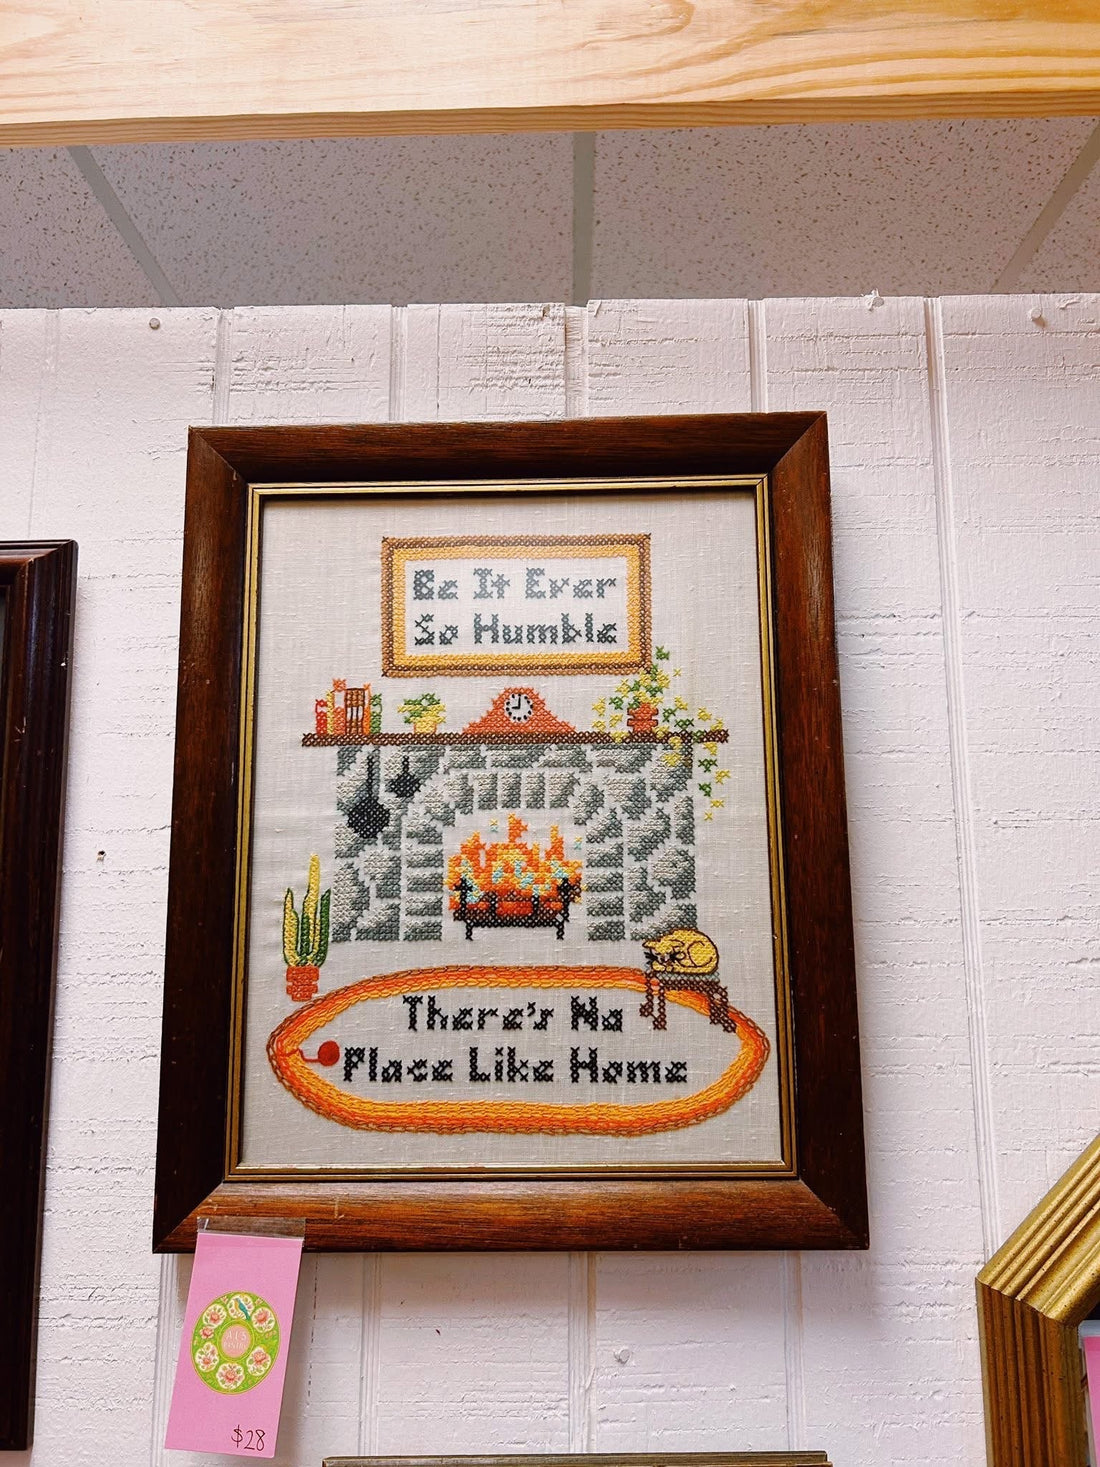 Be It Ever
So Humble
There's No
Place Like Home
$28